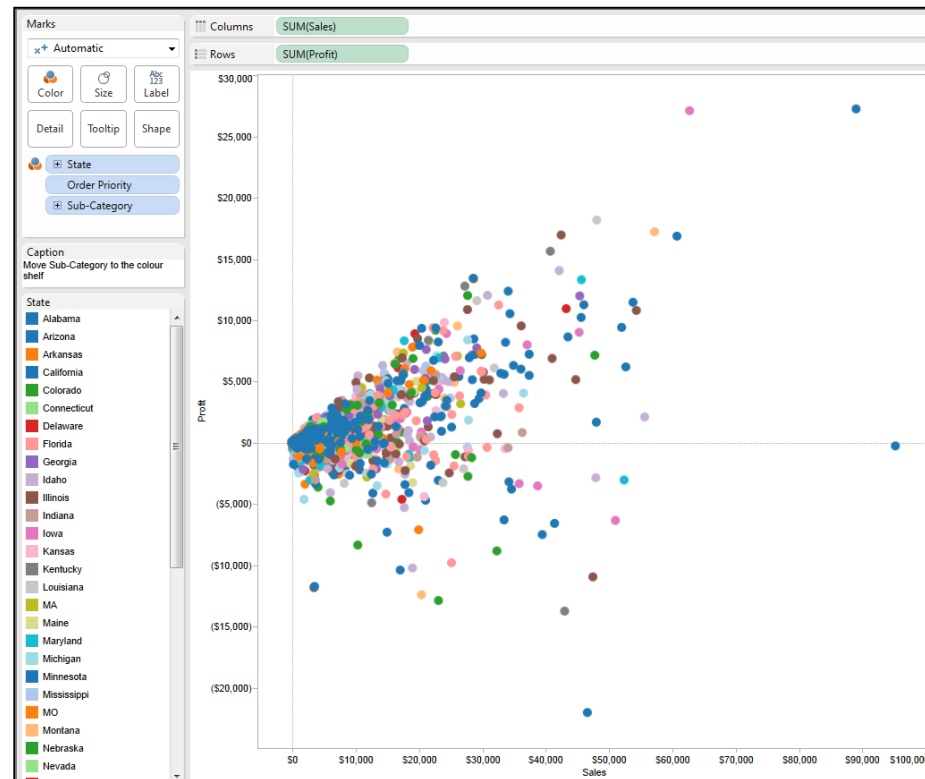 Marks
Automatic
Color
Size
Abc
123
Label
Detail
Tooltip
Shape
State
Order Priority
Sub-Category
Caption
Move Sub-Category to the colour
shelf
State
Alabama
Arizona
Arkansas
California
Colorado
Connecticut
Delaware
Florida
Georgia
Idaho
Illinois
Indiana
Iowa
Kansas
Kentucky
Louisiana
MA
Maine
Maryland
Michigan
Minnesota
Mississippi
MO
Montana
Nebraska
Nevada
Columns
SUM(Sales)
Rows
SUM(Profit)
$30,000
$25,000
$20,000
$15,000
$10,000
$5,000
$0
($5,000)
($10,000)
($15,000)
($20,000)
Profit
$0 $10,000 $20,000 $30,000 $40,000 $50,000 $60,000 $70,000 $80,000 $90,000
Sales